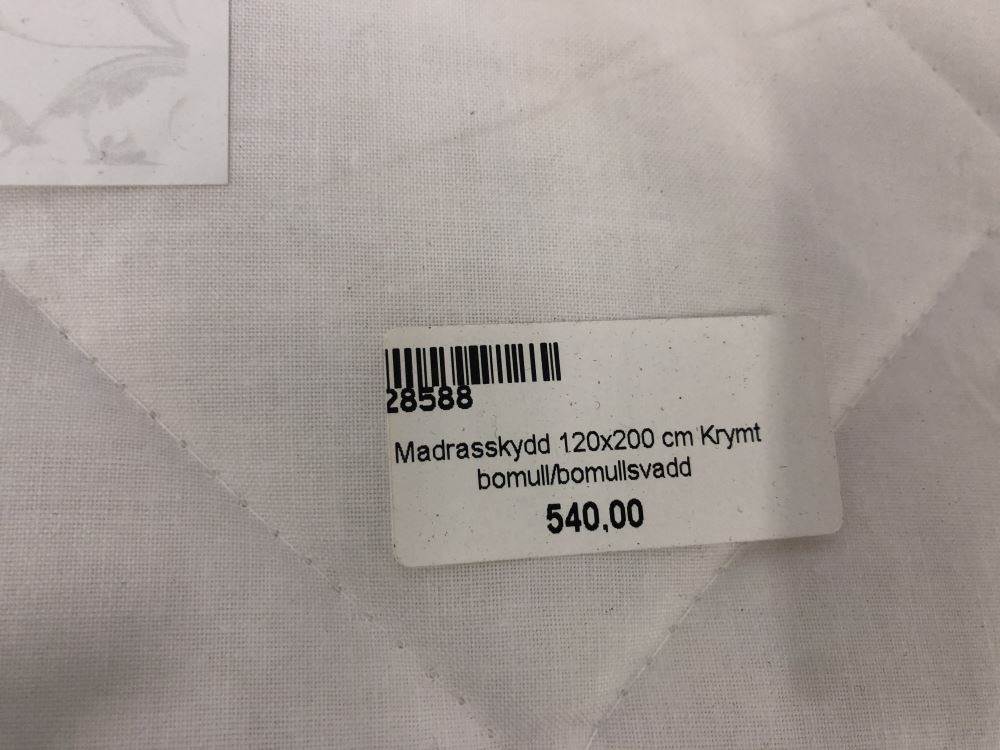 28588
Madrasskydd 120x200 cm Krymt
bomull/bomullsvadd
540,00